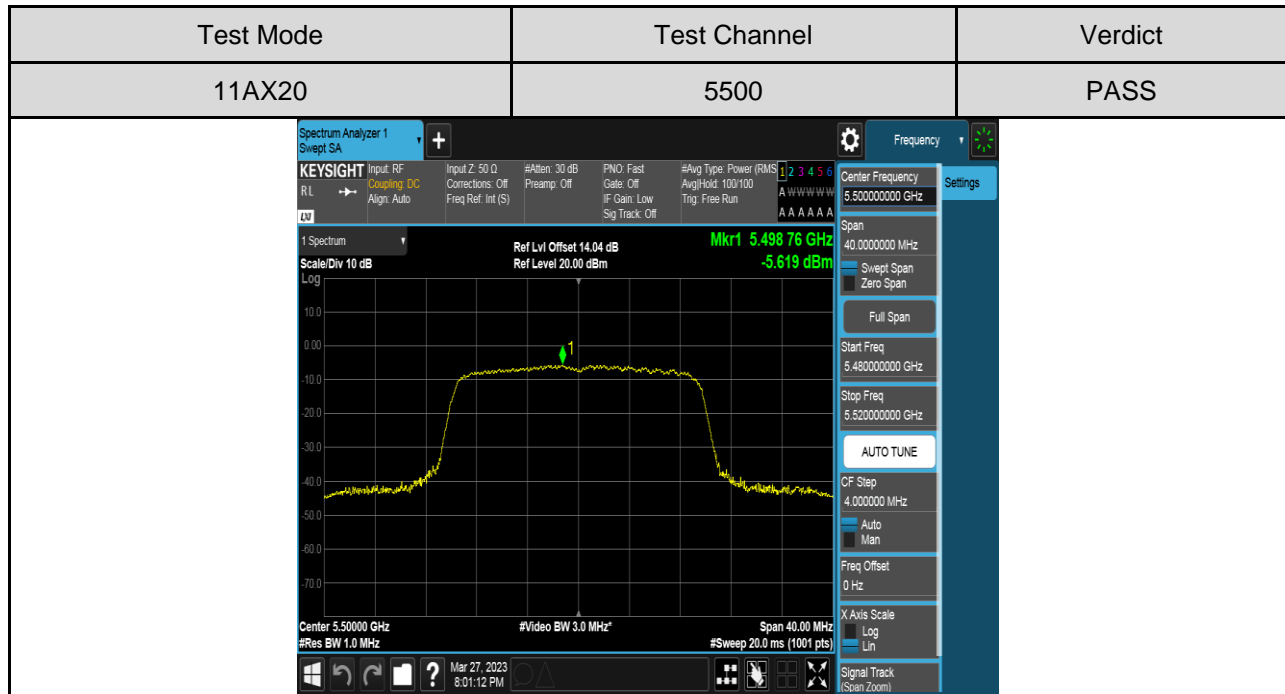 Test Mode Test Channel Verdict
11AX20 5500 PASS
Spectrum Analyzer 1
Swept SA
+
Frequency
Settings
KEYSIGHT
RL
LXI
Input: RF
Coupling: DC
Align: Auto
Input Z: 50 Ω
Corrections: Off
Freq Ref: Int (S)
#Atten: 30 dB
Preamp: Off
PNO: Fast
Gate: Off
IF Gain: Low
Sig Track: Off
#Avg Type: Power (RMS
Avg|Hold: 100/100
Trig: Free Run
1 2 3 4 5 6
A W W W W W
A A A A A A
1 Spectrum
Scale/Div 10 dB
Ref Lvl Offset 14.04 dB
Ref Level 20.00 dBm
Mkr1 5.498 76 GHz
-5.619 dBm
Log
10.0
0.00
-10.0
-20.0
-30.0
-40.0
-50.0
-60.0
-70.0
1
Center 5.50000 GHz
#Res BW 1.0 MHz
#Video BW 3.0 MHz*
Span 40.00 MHz
#Sweep 20.0 ms (1001 pts)
Center Frequency
5.500000000 GHz
Span
40.0000000 MHz
Swept Span
Zero Span
Full Span
Start Freq
5.480000000 GHz
Stop Freq
5.520000000 GHz
AUTO TUNE
CF Step
4.000000 MHz
Auto
Man
Freq Offset
0 Hz
X Axis Scale
Log
Lin
Signal Track
(Span Zoom)
?
Mar 27, 2023
8:01:12 PM